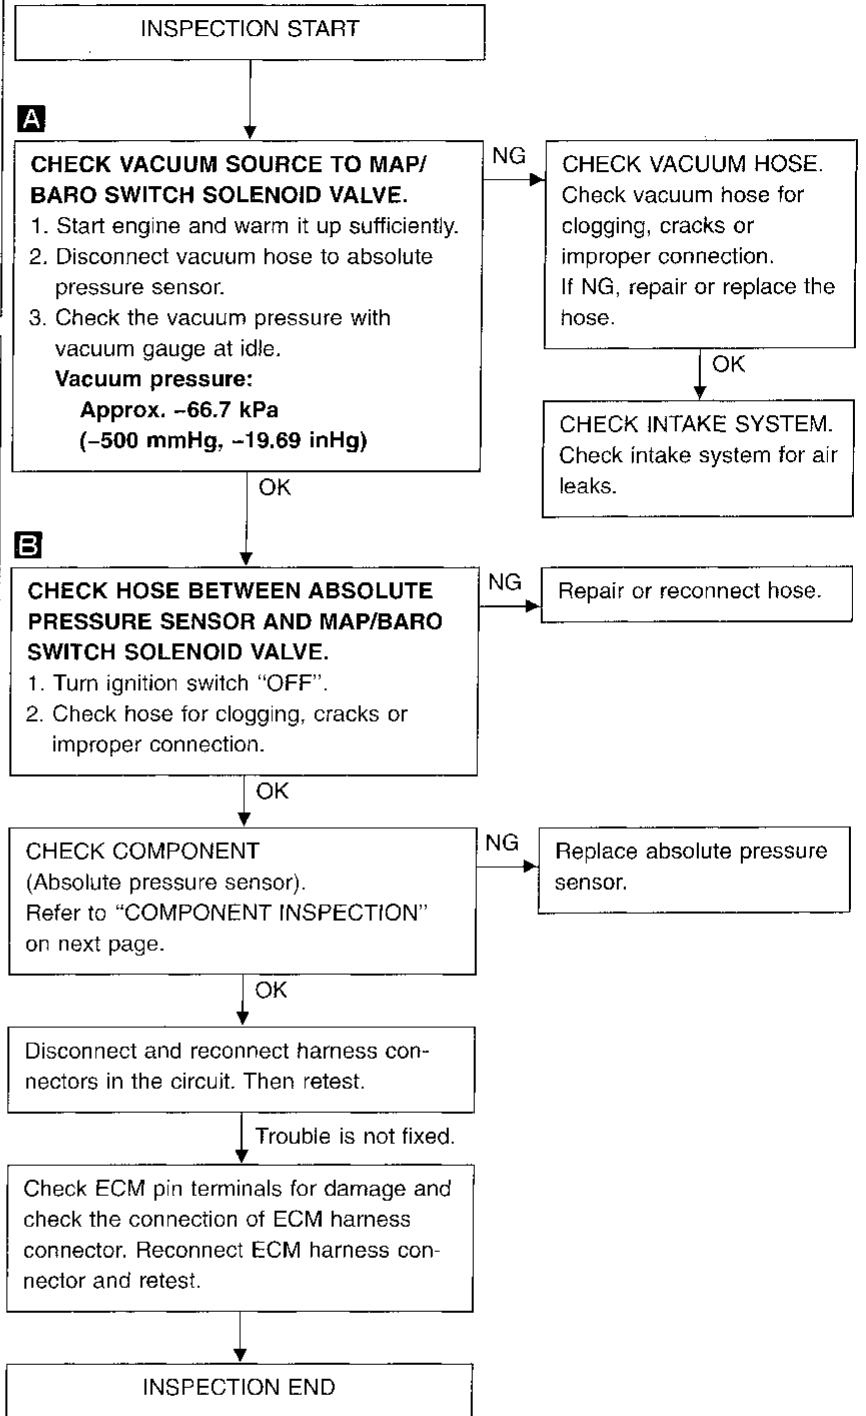 INSPECTION START
A
CHECK VACUUM SOURCE TO MAP/
BARO SWITCH SOLENOID VALVE.
1. Start engine and warm it up sufficiently.
2. Disconnect vacuum hose to absolute
pressure sensor.
3. Check the vacuum pressure with
vacuum gauge at idle.
Vacuum pressure:
Approx. –66.7 kPa
(–500 mmHg, –19.69 inHg)
NG
CHECK VACUUM HOSE.
Check vacuum hose for
clogging, cracks or
improper connection.
If NG, repair or replace the
hose.
OK
CHECK INTAKE SYSTEM.
Check intake system for air
leaks.
OK
B
CHECK HOSE BETWEEN ABSOLUTE
PRESSURE SENSOR AND MAP/BARO
SWITCH SOLENOID VALVE.
1. Turn ignition switch “OFF”.
2. Check hose for clogging, cracks or
improper connection.
NG
Repair or reconnect hose.
OK
CHECK COMPONENT
(Absolute pressure sensor).
Refer to “COMPONENT INSPECTION”
on next page.
NG
Replace absolute pressure
sensor.
OK
Disconnect and reconnect harness con-
nectors in the circuit. Then retest.
Trouble is not fixed.
Check ECM pin terminals for damage and
check the connection of ECM harness
connector. Reconnect ECM harness con-
nector and retest.
INSPECTION END